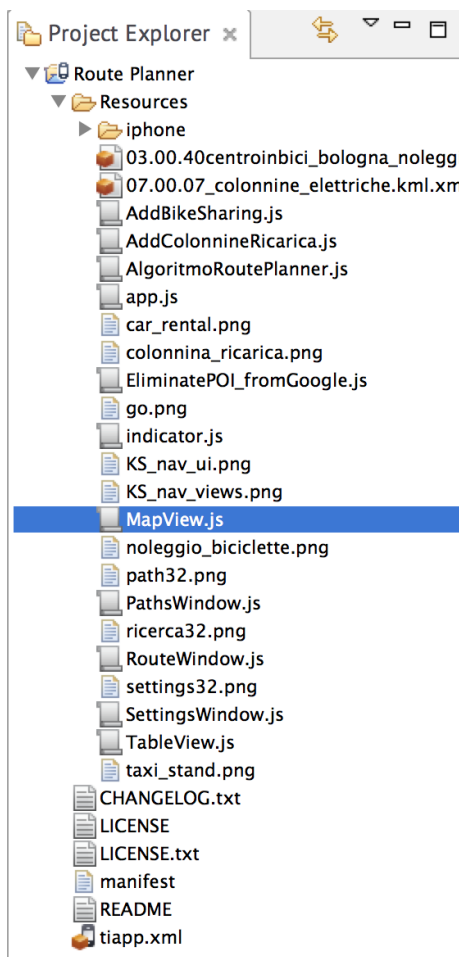 Project Explorer
Route Planner
Resources
iphone
03.00.40centroinbici_bologna_nolegg
07.00.07_colonnine_elettriche.kml.xm
AddBikeSharing.js
AddColonnineRicarica.js
AlgoritmoRoutePlanner.js
app.js
car_rental.png
colonnina_ricarica.png
EliminatePOI_fromGoogle.js
go.png
indicator.js
KS_nav_ui.png
KS_nav_views.png
MapView.js
noleggio_biciclette.png
path32.png
PathsWindow.js
ricerca32.png
RouteWindow.js
settings32.png
SettingsWindow.js
TableView.js
taxi_stand.png
CHANGELOG.txt
LICENSE
LICENSE.txt
manifest
README
tiapp.xml